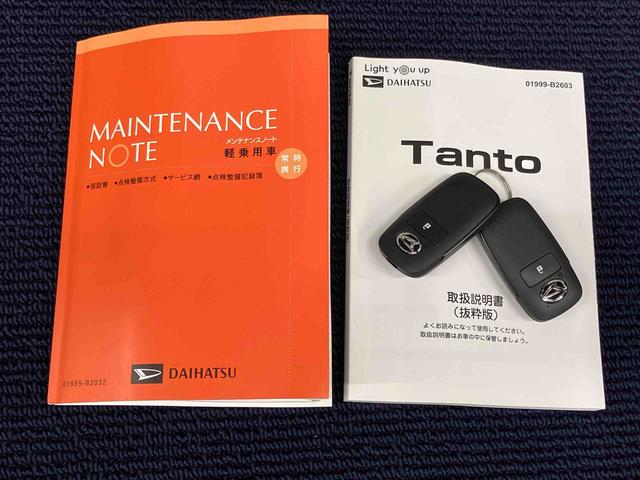 MAINTENANCE
NOTE
メンテナンスノート
軽乗用車
常時
携行
●保証書 ●点検整備方式 ●サービス網 ●点検整備記録簿
DAIHATSU
01999-B2032
Light you up
DAIHATSU
01999-B2603
Tanto
取扱説明書
（抜粋版）
よくお読みになって使用してください。
取扱説明書はお車の中に保管しましょう。